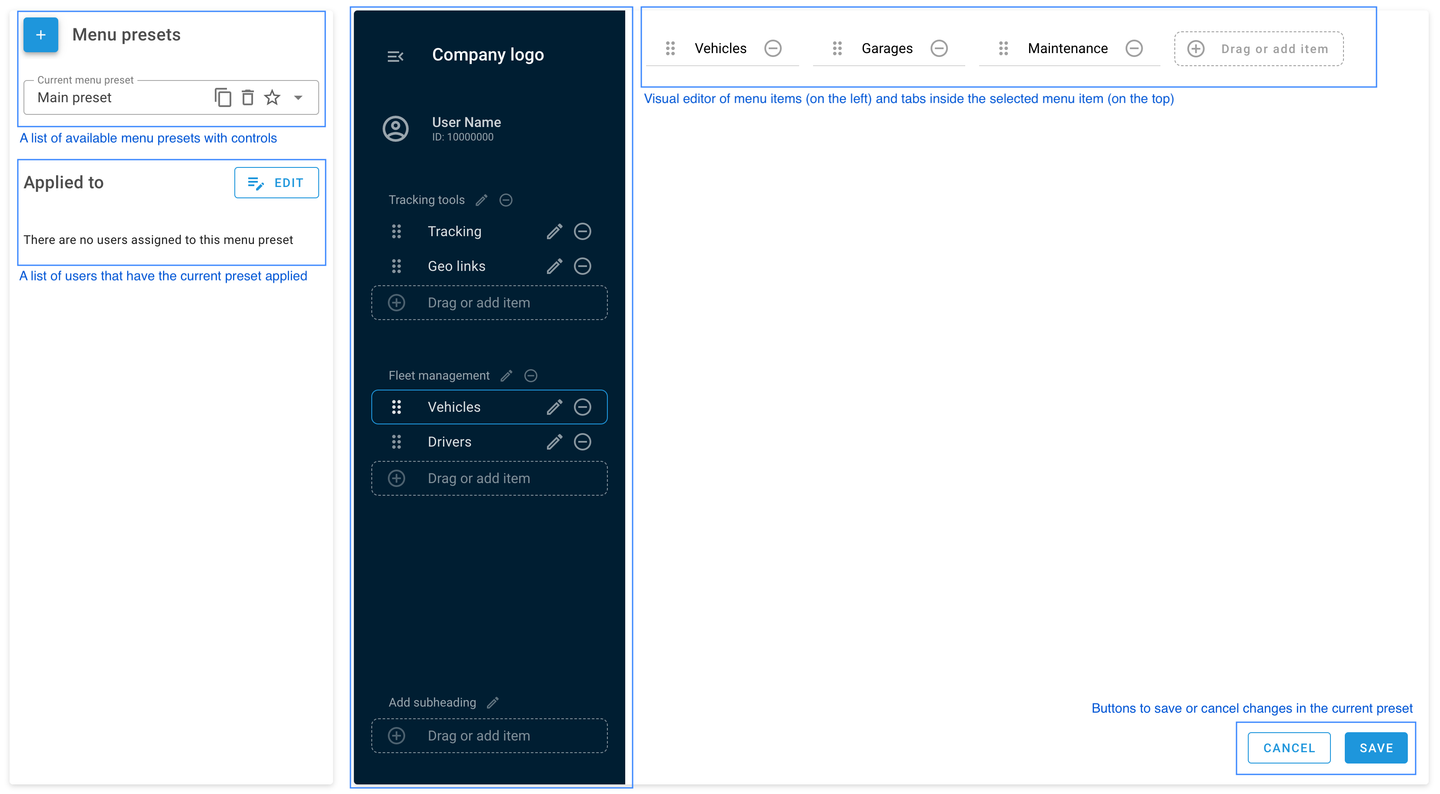 + Menu presets
Current menu preset
Main preset
A list of available menu presets with controls
Applied to
EDIT
There are no users assigned to this menu preset
A list of users that have the current preset applied
Company logo
User Name
ID: 10000000
Tracking tools
Tracking
Geo links
Drag or add item
Fleet management
Vehicles
Drivers
Drag or add item
Add subheading
Drag or add item
Vehicles
Garages
Maintenance
Drag or add item
Visual editor of menu items (on the left) and tabs inside the selected menu item (on the top)
Buttons to save or cancel changes in the current preset
CANCEL
SAVE